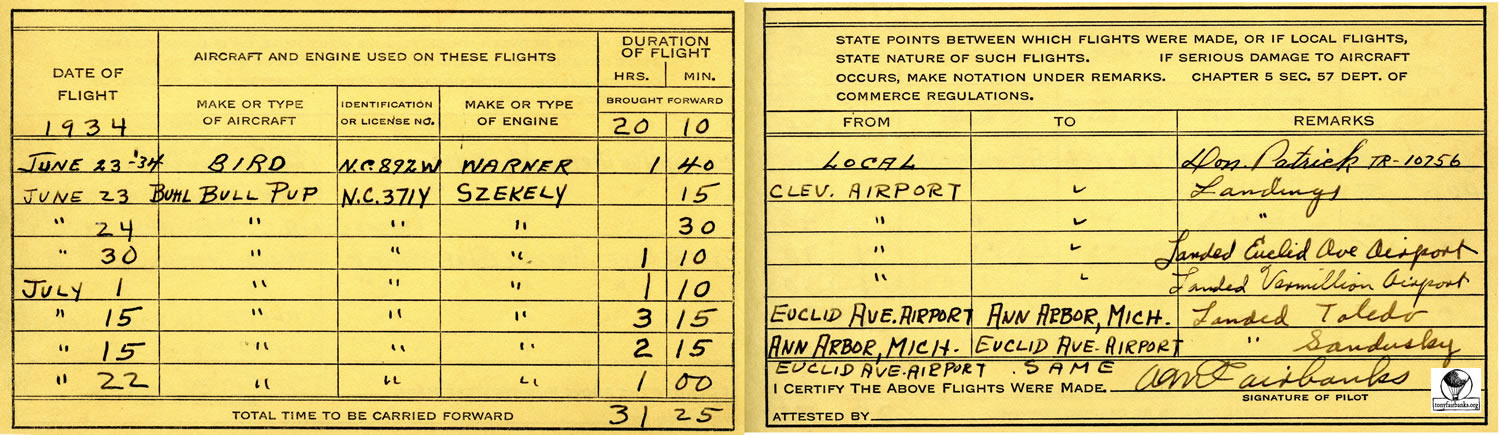 DATE OF FLIGHT
AIRCRAFT AND ENGINE USED ON THESE FLIGHTS
DURATION OF FLIGHT
HRS. MIN.
MAKE OR TYPE OF AIRCRAFT
IDENTIFICATION OR LICENSE NO.
MAKE OR TYPE OF ENGINE
BROUGHT FORWARD
1934 20 10
JUNE 23-'34 BIRD N.C.892W WARNER 1 40
JUNE 23 BUHL BULL PUP N.C.371Y SZEKELY 15
" 24 " " " 30
" 30 " " " 1 10
JULY 1 " " " 1 10
" 15 " " " 3 15
" 15 " " " 2 15
" 22 " " " 1 00
TOTAL TIME TO BE CARRIED FORWARD 31 25
STATE POINTS BETWEEN WHICH FLIGHTS WERE MADE, OR IF LOCAL FLIGHTS,
STATE NATURE OF SUCH FLIGHTS. IF SERIOUS DAMAGE TO AIRCRAFT
OCCURS, MAKE NOTATION UNDER REMARKS. CHAPTER 5 SEC. 57 DEPT. OF
COMMERCE REGULATIONS.
FROM TO REMARKS
LOCAL Don Patrick TR-10756
CLEV. AIRPORT ✓ Landings
" ✓ "
" ✓ Landed Euclid Ave Airport
" ✓ Landed Vermillion Airport
EUCLID AVE. AIRPORT ANN ARBOR, MICH. Landed Toledo
ANN ARBOR, MICH. EUCLID AVE. AIRPORT " Sandusky
EUCLID AVE. AIRPORT . SAME
I CERTIFY THE ABOVE FLIGHTS WERE MADE. Fairbanks
SIGNATURE OF PILOT
ATTESTED BY
tonyfairbanks.org